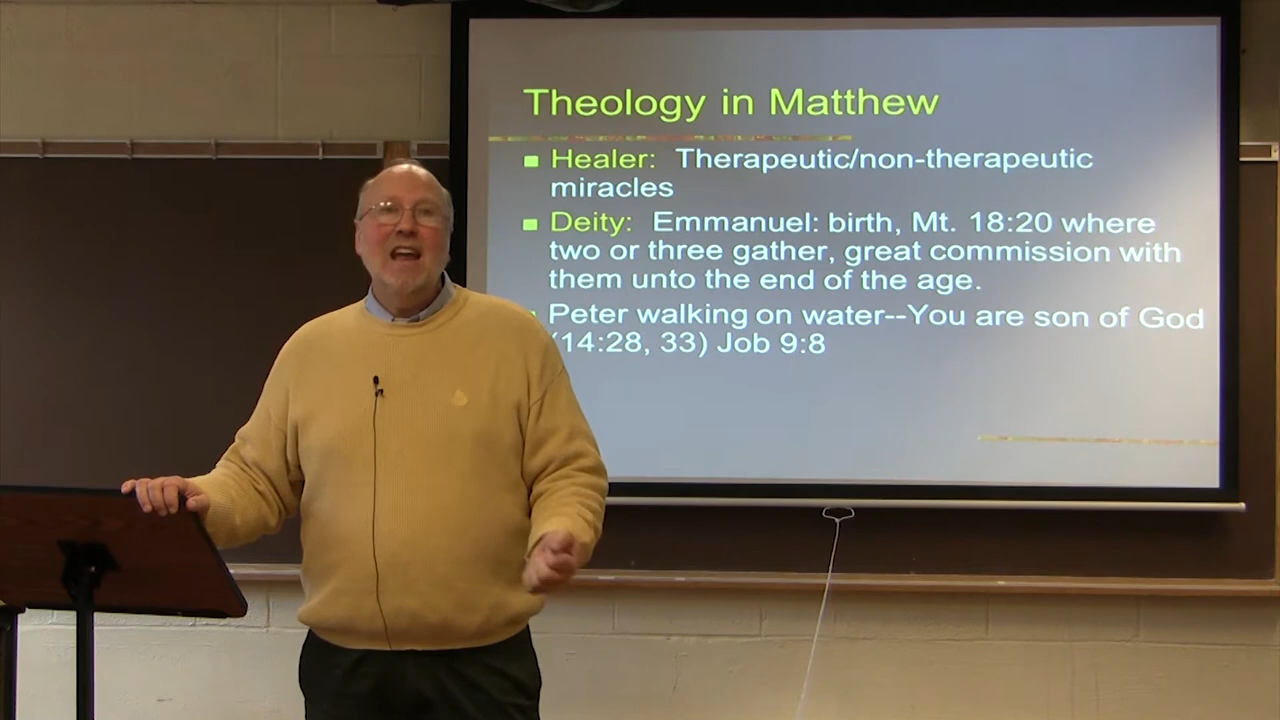 Theology in Matthew
Healer: Therapeutic/non-therapeutic
miracles
Deity: Emmanuel: birth, Mt. 18:20 where
two or three gather, great commission with
them unto the end of the age.
Peter walking on water--You are son of God
(14:28, 33) Job 9:8